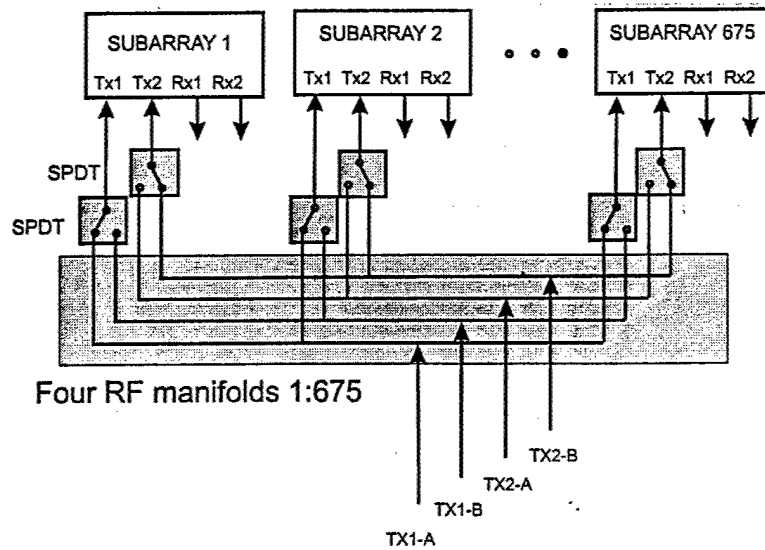 SUBARRAY 1
Tx1 Tx2 Rx1 Rx2
SUBARRAY 2
Tx1 Tx2 Rx1 Rx2
SUBARRAY 675
Tx1 Tx2 Rx1 Rx2
SPDT
SPDT
Four RF manifolds 1:675
TX2-B
TX2-A
TX1-B
TX1-A